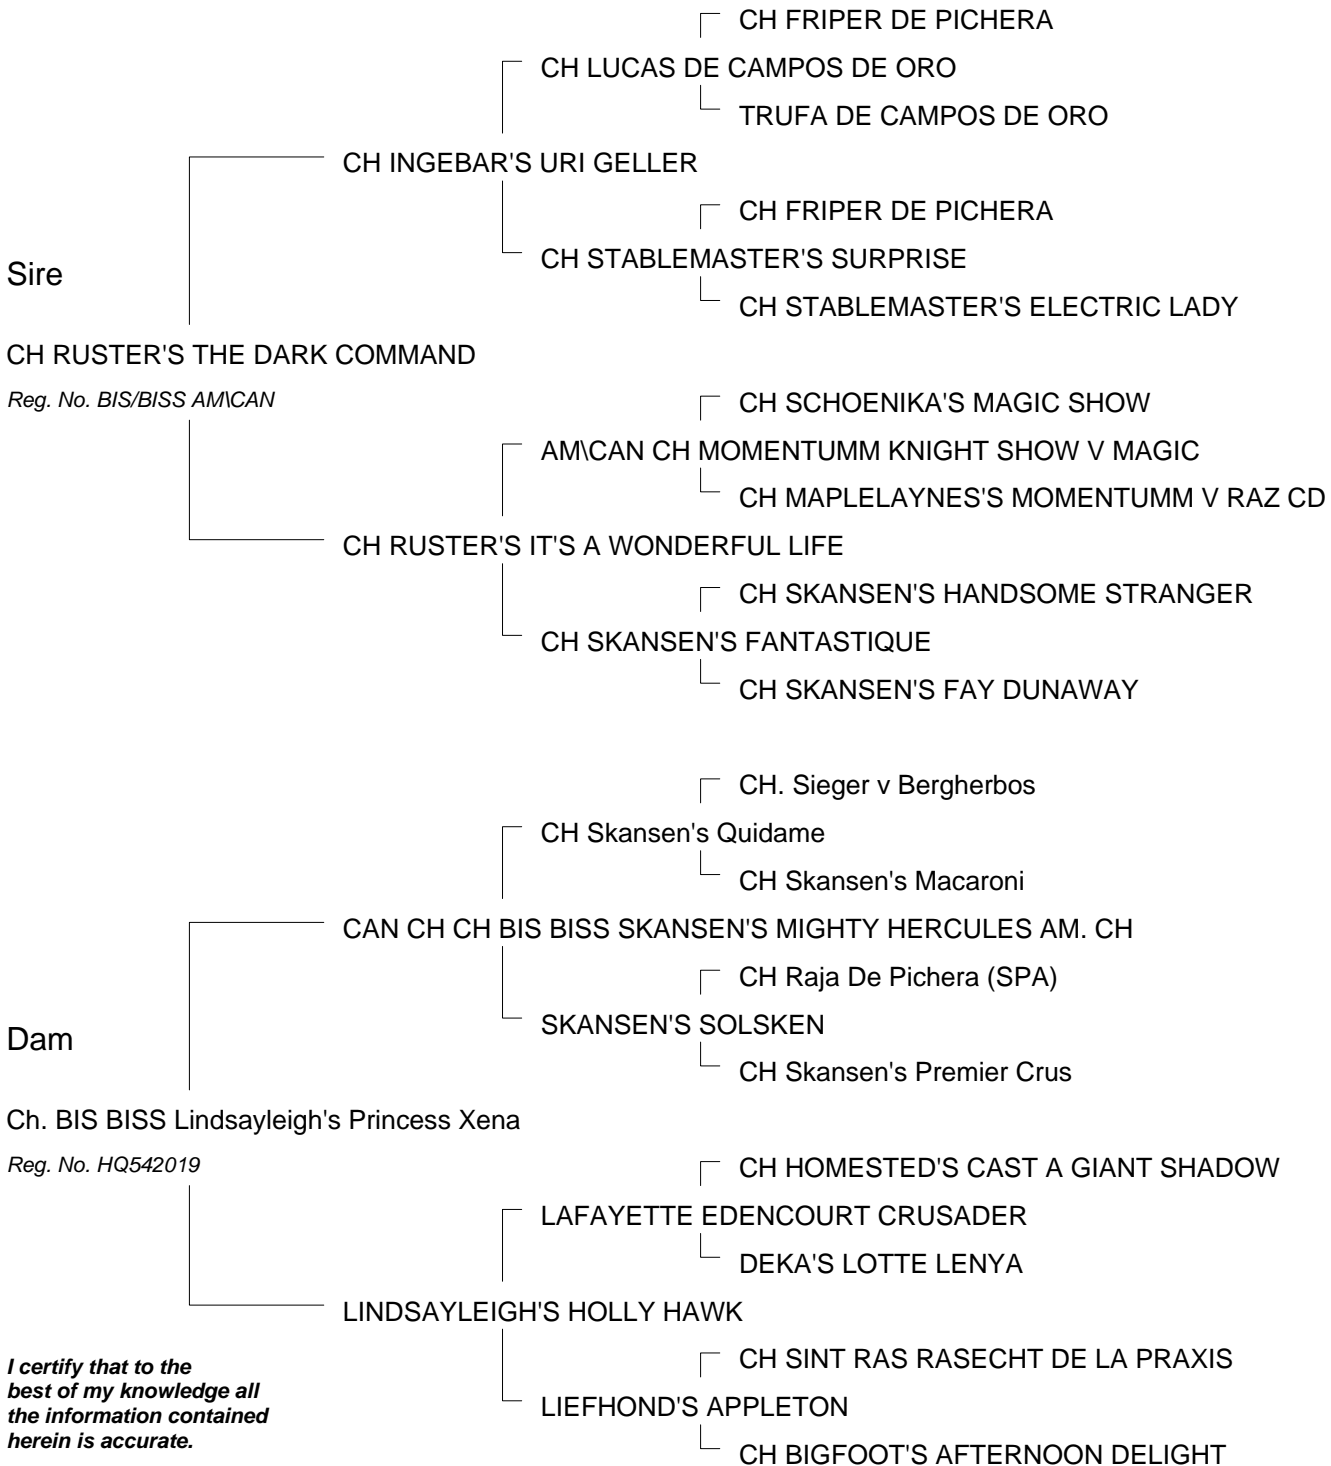 CH FRIPER DE PICHERA
CH LUCAS DE CAMPOS DE ORO
TRUFA DE CAMPOS DE ORO
CH INGEBAR'S URI GELLER
CH FRIPER DE PICHERA
CH STABLEMASTER'S SURPRISE
Sire
CH STABLEMASTER'S ELECTRIC LADY
CH RUSTER'S THE DARK COMMAND
Reg. No. BIS/BISS AM\CAN
CH SCHOENIKA'S MAGIC SHOW
AM\CAN CH MOMENTUMM KNIGHT SHOW V MAGIC
CH MAPLELAYNES'S MOMENTUMM V RAZ CD
CH RUSTER'S IT'S A WONDERFUL LIFE
CH SKANSEN'S HANDSOME STRANGER
CH SKANSEN'S FANTASTIQUE
CH SKANSEN'S FAY DUNAWAY
CH. Sieger v Bergherbos
CH Skansen's Quidame
CH Skansen's Macaroni
CAN CH CH BIS BISS SKANSEN'S MIGHTY HERCULES AM. CH
CH Raja De Pichera (SPA)
SKANSEN'S SOLSKEN
Dam
CH Skansen's Premier Crus
Ch. BIS BISS Lindsayleigh's Princess Xena
Reg. No. HQ542019
CH HOMESTED'S CAST A GIANT SHADOW
LAFAYETTE EDENCOURT CRUSADER
DEKA'S LOTTE LENYA
LINDSAYLEIGH'S HOLLY HAWK
CH SINT RAS RASECHT DE LA PRAXIS
LIEFHOND'S APPLETON
CH BIGFOOT'S AFTERNOON DELIGHT
I certify that to the
best of my knowledge all
the information contained
herein is accurate.